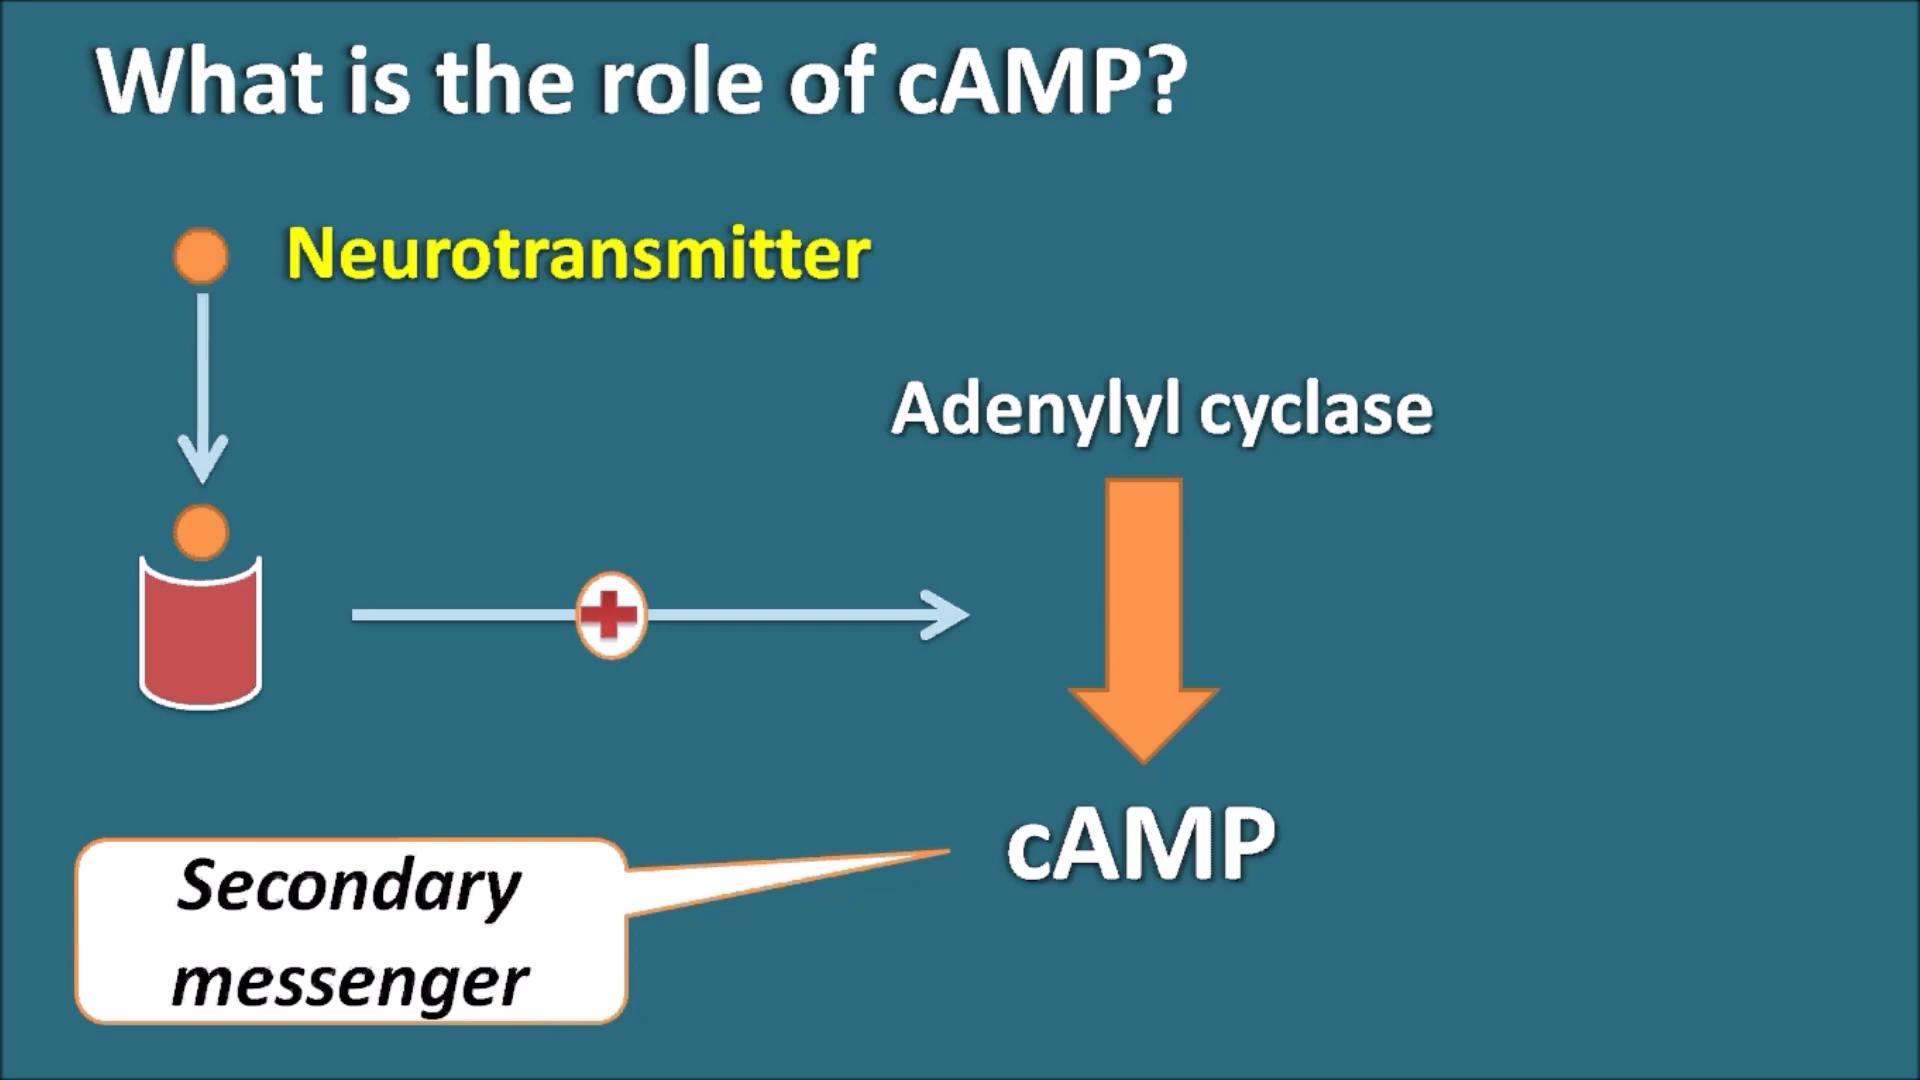 What is the role of cAMP?
Neurotransmitter
Adenylyl cyclase
cAMP
Secondary
messenger